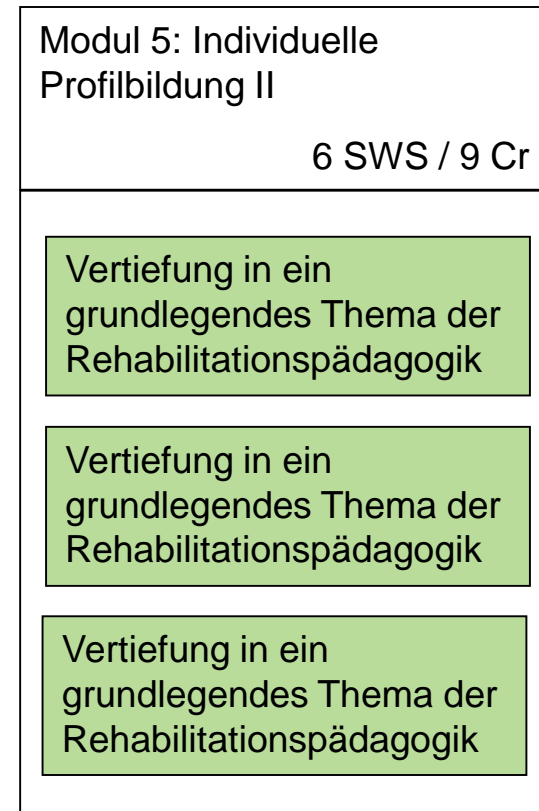 Modul 5: Individuelle
Profilbildung II
6 SWS / 9 Cr
Vertiefung in ein
grundlegendes Thema der
Rehabilitationspädagogik
Vertiefung in ein
grundlegendes Thema der
Rehabilitationspädagogik
Vertiefung in ein
grundlegendes Thema der
Rehabilitationspädagogik